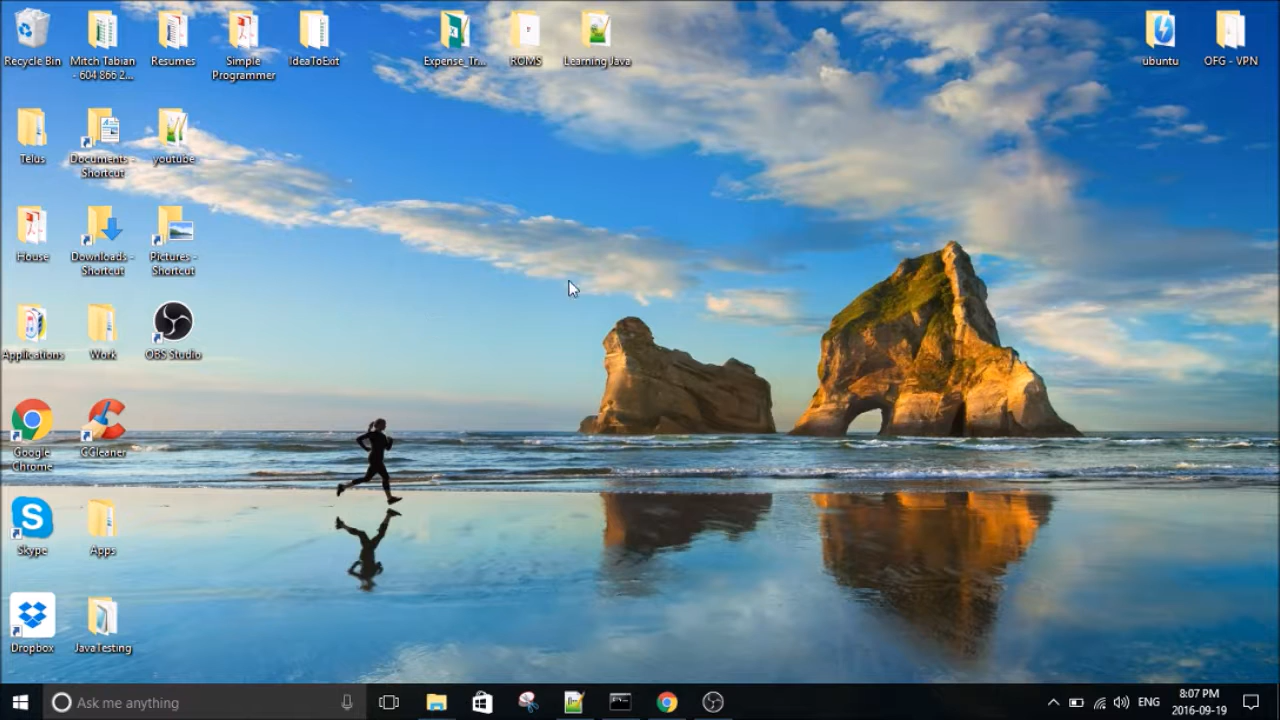 Recycle Bin
Mitch Tabian
- 604 866 2...
Resumes
Simple
Programmer
IdeaToExit
Expense_Tr...
ROMS
Learning Java
ubuntu
OFG - VPN
Telus
Documents -
Shortcut
youtube
House
Downloads -
Shortcut
Pictures -
Shortcut
Applications
Work
OBS Studio
Google
Chrome
CCleaner
Skype
Apps
Dropbox
JavaTesting
Ask me anything
ENG
8:07 PM
2016-09-19